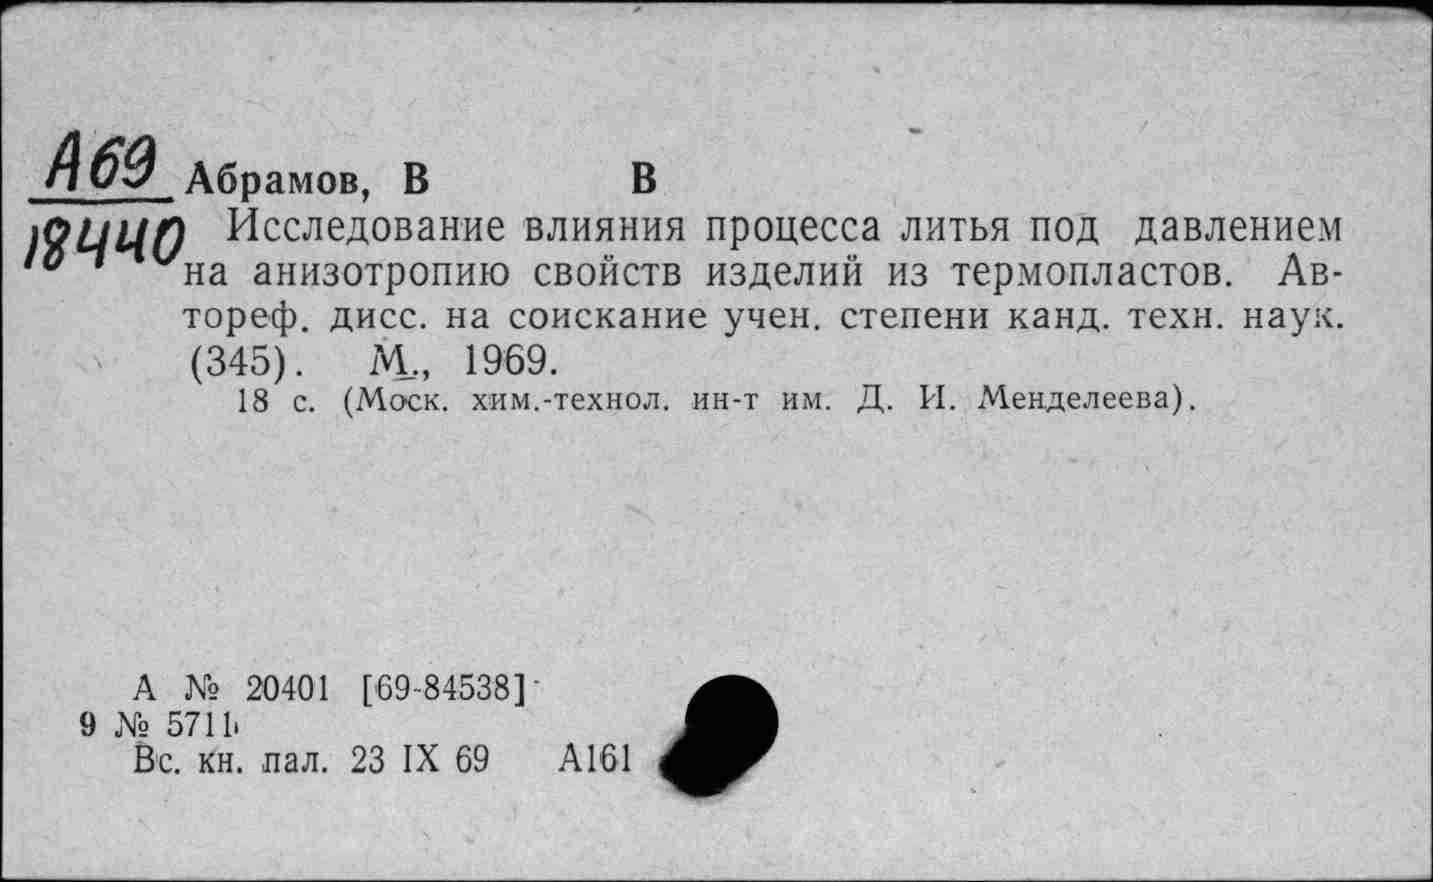 А69 Абрамов, В В
18440 Исследование влияния процесса литья под давлением
на анизотропию свойств изделий из термопластов. Ав-
тореф. дисс. на соискание учен. степени канд. техн. наук.
(345). М., 1969.
18 с. (Моск. хим.-технол. ин-т им. Д. И. Менделеева).
А № 20401 [69-84538]
9 № 5711
Вс. кн. пал. 23 IX 69 А161